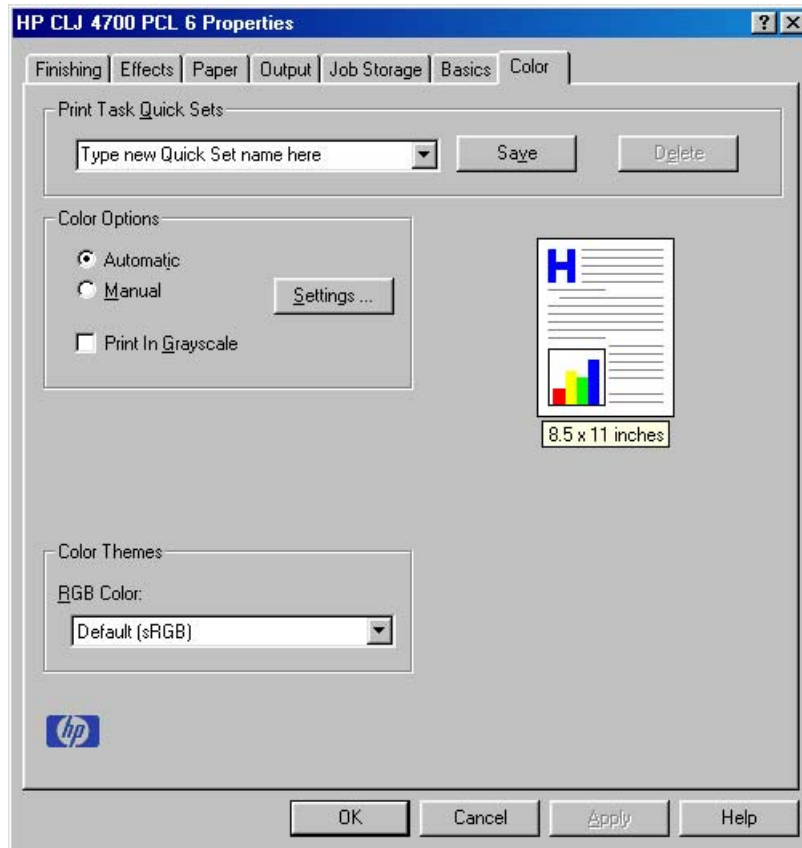 HP CLJ 4700 PCL 6 Properties
Finishing Effects Paper Output Job Storage Basics Color
Print Task Quick Sets
Type new Quick Set name here Save Delete
Color Options
Automatic
Manual
Settings ...
Print In Grayscale
H
8.5 x 11 inches
Color Themes
RGB Color:
Default (sRGB)
hp
OK Cancel Apply Help